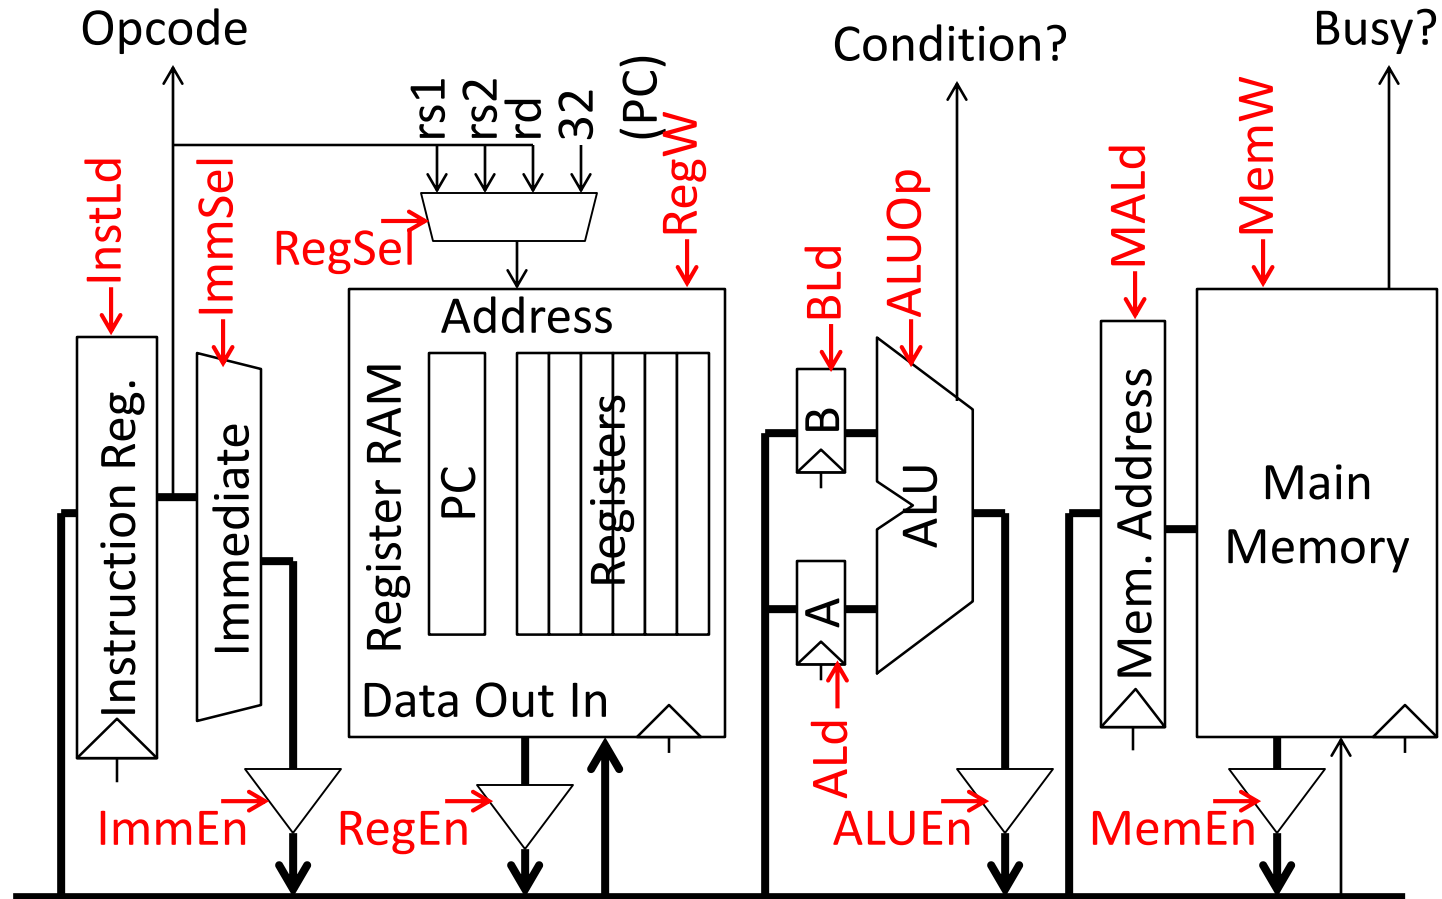 Opcode
Condition?
Busy?
rs1
rs2
rd
32
(PC)
InstLd
ImmSel
RegSel
RegW
BLd
ALUOp
MALd
MemW
Instruction Reg.
Immediate
Address
Register RAM
PC
Registers
Data Out In
B
A
ALU
Mem. Address
Main
Memory
ALd
ImmEn
RegEn
ALUEn
MemEn